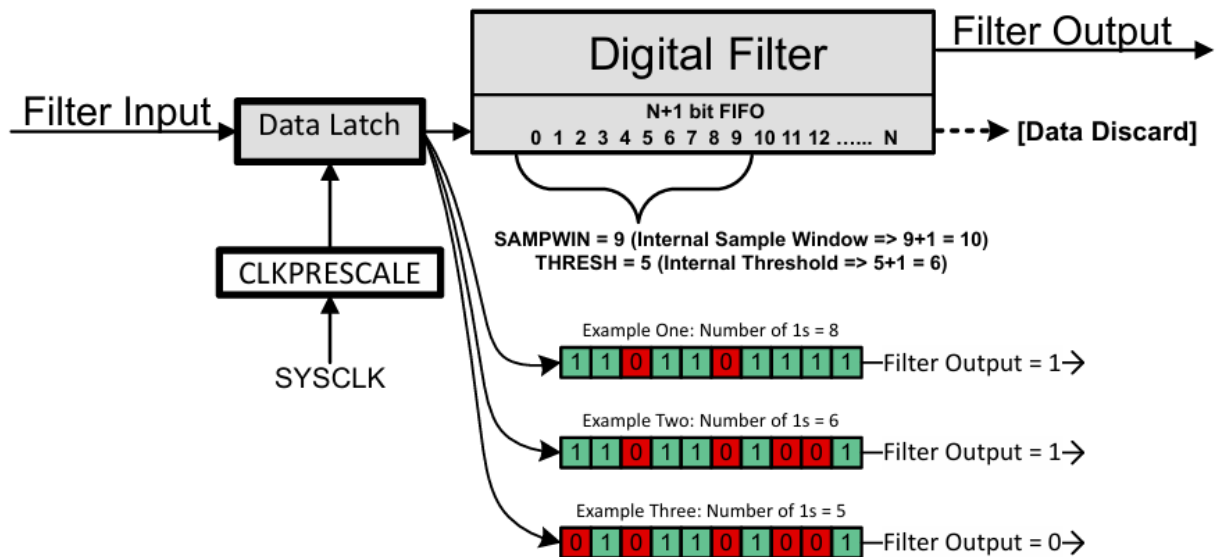 Digital Filter
Filter Output
Filter Input
Data Latch
N+1 bit FIFO
0 1 2 3 4 5 6 7 8 9 10 11 12 ...... N
[Data Discard]
SAMPWIN = 9 (Internal Sample Window => 9+1 = 10)
THRESH = 5 (Internal Threshold => 5+1 = 6)
CLKPRESCALE
SYSCLK
Example One: Number of 1s = 8
1 1 0 1 1 0 1 1 1 1
Filter Output = 1
Example Two: Number of 1s = 6
1 1 0 1 1 0 1 0 0 1
Filter Output = 1
Example Three: Number of 1s = 5
0 1 0 1 1 0 1 0 0 1
Filter Output = 0